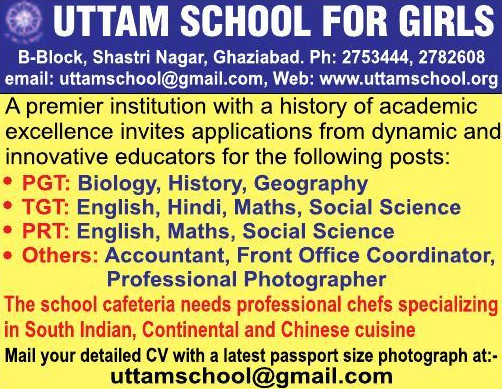 UTTAM SCHOOL FOR GIRLS
B-Block, Shastri Nagar, Ghaziabad. Ph: 2753444, 2782608
email: uttamschool@gmail.com, Web: www.uttamschool.org
A premier institution with a history of academic
excellence invites applications from dynamic and
innovative educators for the following posts:
• PGT: Biology, History, Geography
• TGT: English, Hindi, Maths, Social Science
• PRT: English, Maths, Social Science
• Others: Accountant, Front Office Coordinator,
Professional Photographer
The school cafeteria needs professional chefs specializing
in South Indian, Continental and Chinese cuisine
Mail your detailed CV with a latest passport size photograph at:-
uttamschool@gmail.com